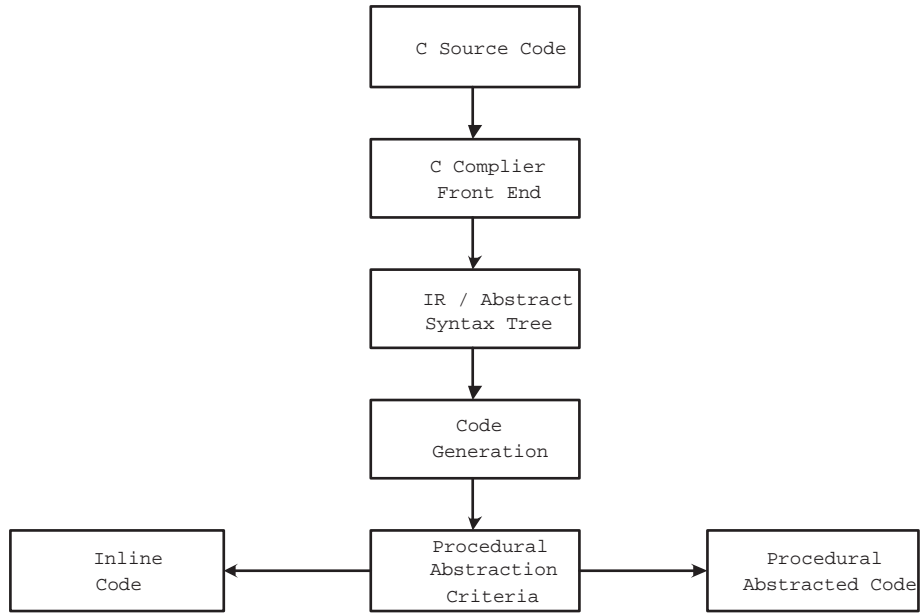 C Source Code
C Complier
Front End
IR / Abstract
Syntax Tree
Code
Generation
Inline
Code
Procedural
Abstraction
Criteria
Procedural
Abstracted Code